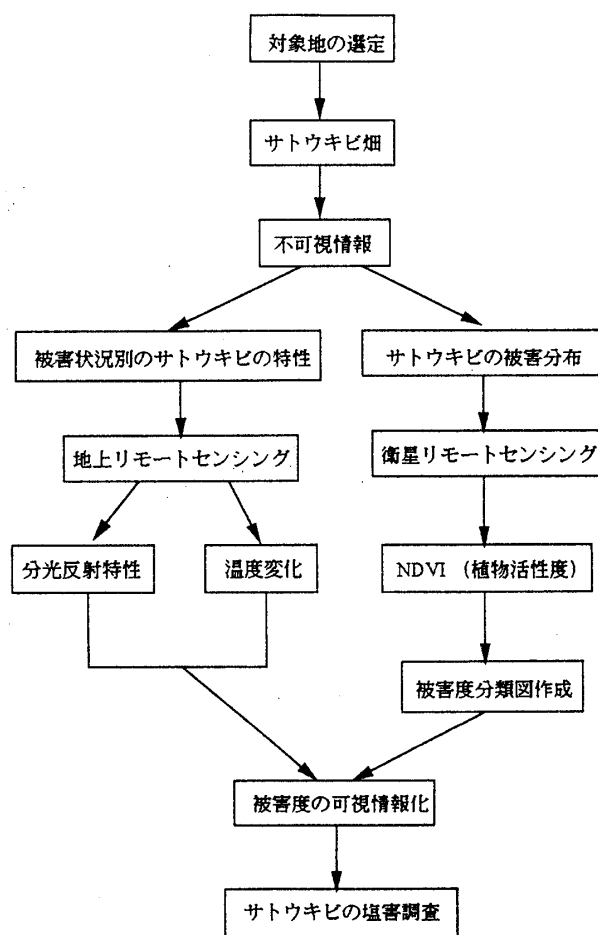 対象地の選定
サトウキビ畑
不可視情報
被害状況別のサトウキビの特性
サトウキビの被害分布
地上リモートセンシング
衛星リモートセンシング
分光反射特性
温度変化
NDVI (植物活性度)
被害度分類図作成
被害度の可視情報化
サトウキビの塩害調査